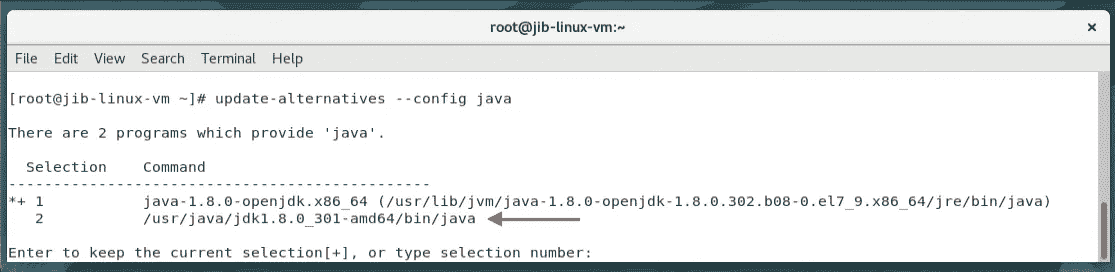 root@jib-linux-vm:~
File Edit View Search Terminal Help
[root@jib-linux-vm ~]# update-alternatives --config java
There are 2 programs which provide 'java'.
Selection Command
-----------------------------------------------
*+ 1 java-1.8.0-openjdk.x86_64 (/usr/lib/jvm/java-1.8.0-openjdk-1.8.0.302.b08-0.el7_9.x86_64/jre/bin/java)
2 /usr/java/jdk1.8.0_301-amd64/bin/java
Enter to keep the current selection[+], or type selection number: